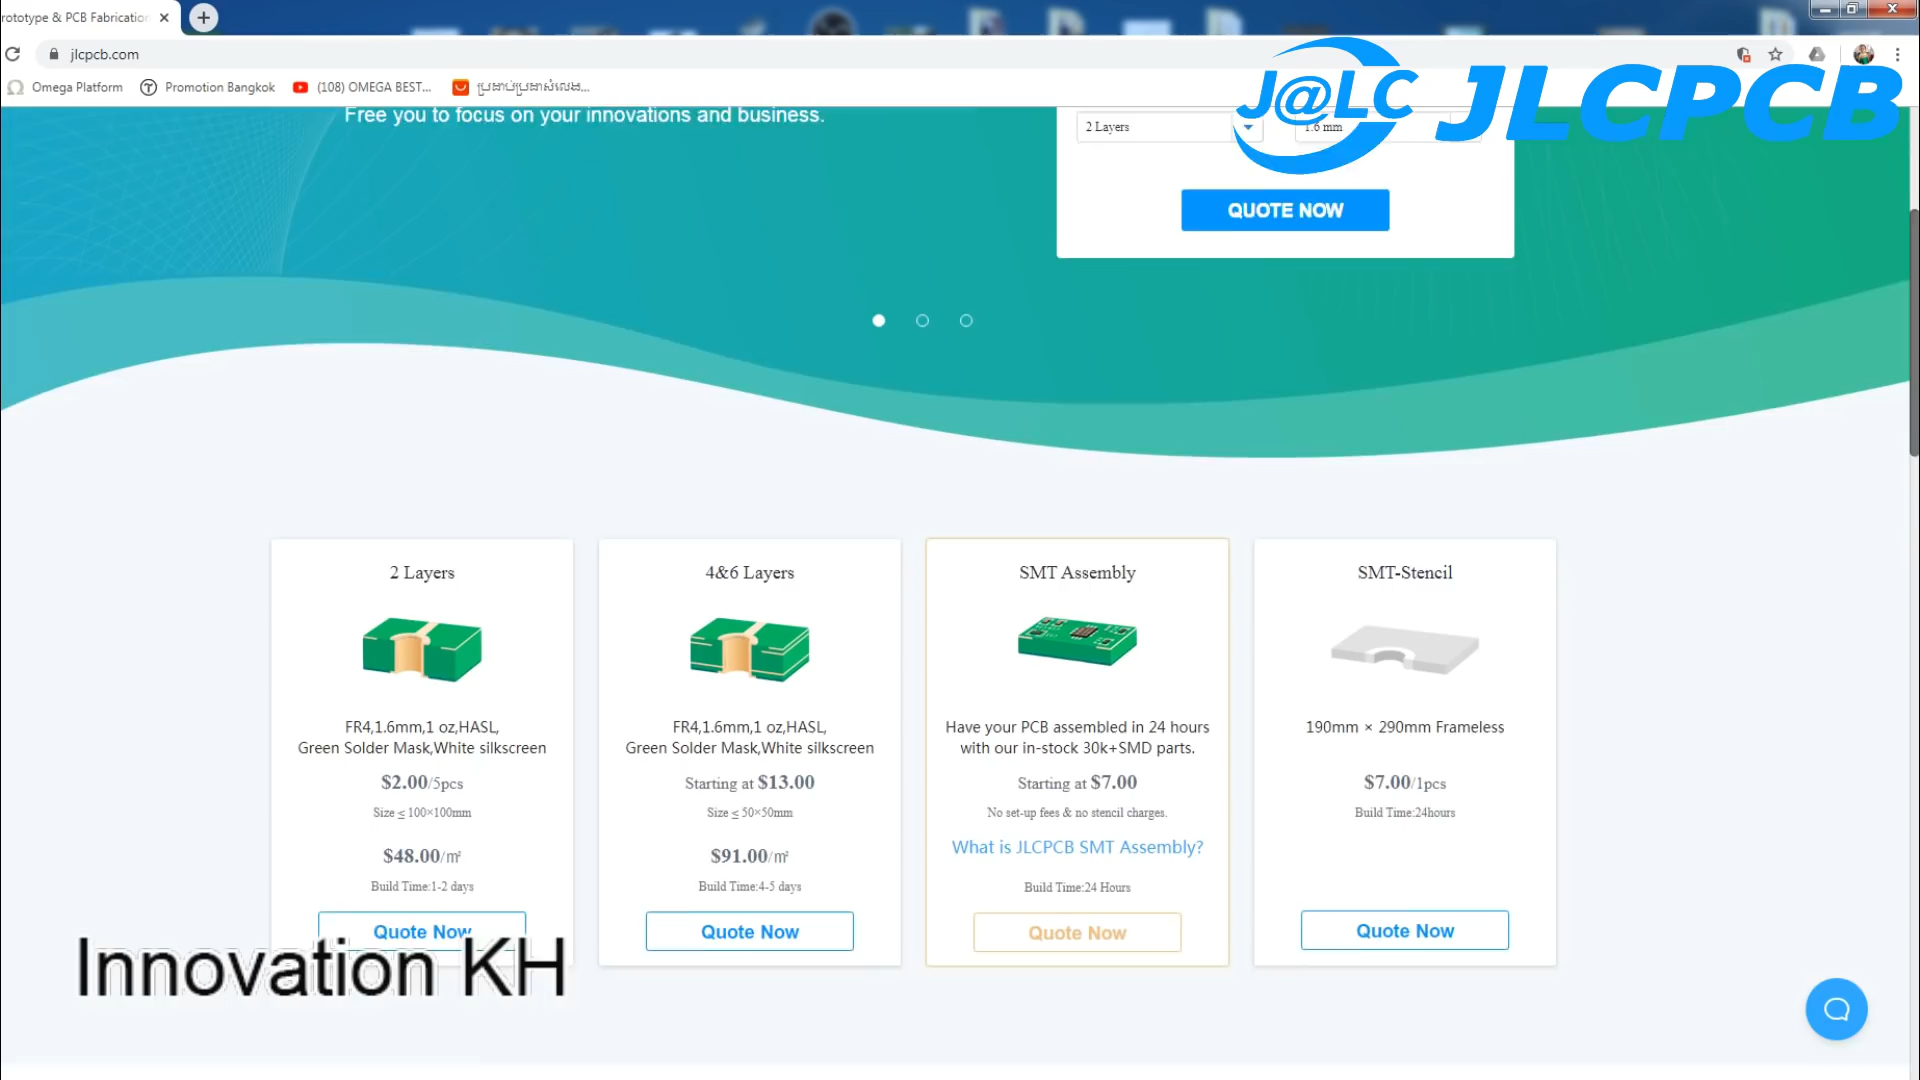 rototype & PCB Fabrication
jlcpcb.com
Omega Platform
Promotion Bangkok
(108) OMEGA BEST...
J@LC JLCPCB
Free you to focus on your innovations and business.
2 Layers
1.6 mm
QUOTE NOW
2 Layers
FR4,1.6mm,1 oz,HASL,
Green Solder Mask,White silkscreen
$2.00/5pcs
Size ≤ 100×100mm
$48.00/㎡
Build Time:1-2 days
Quote Now
4&6 Layers
FR4,1.6mm,1 oz,HASL,
Green Solder Mask,White silkscreen
Starting at $13.00
Size ≤ 50×50mm
$91.00/㎡
Build Time:4-5 days
Quote Now
SMT Assembly
Have your PCB assembled in 24 hours
with our in-stock 30k+SMD parts.
Starting at $7.00
No set-up fees & no stencil charges.
What is JLCPCB SMT Assembly?
Build Time:24 Hours
Quote Now
SMT-Stencil
190mm × 290mm Frameless
$7.00/1pcs
Build Time:24hours
Quote Now
Innovation KH